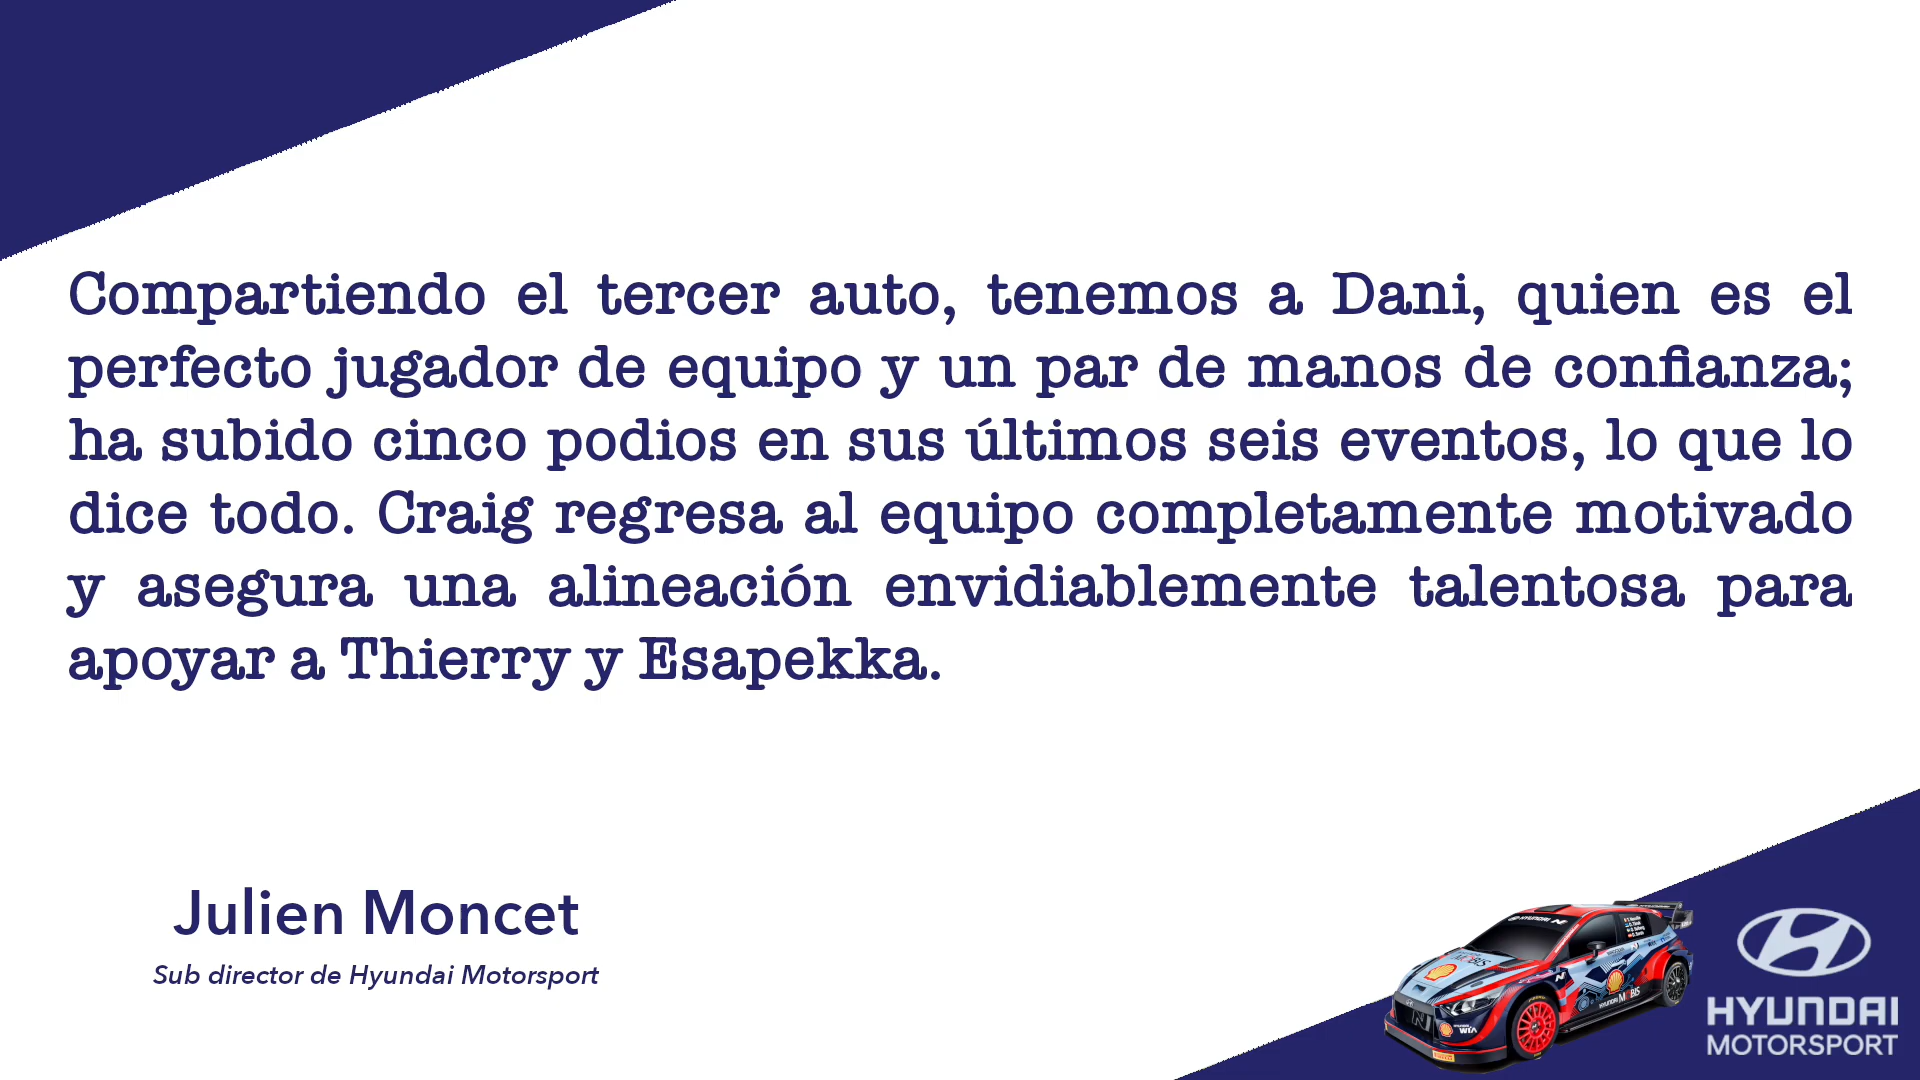 Compartiendo el tercer auto, tenemos a Dani, quien es el
perfecto jugador de equipo y un par de manos de confianza;
ha subido cinco podios en sus últimos seis eventos, lo que lo
dice todo. Craig regresa al equipo completamente motivado
y asegura una alineación envidiablemente talentosa para
apoyar a Thierry y Esapekka.
Julien Moncet
Sub director de Hyundai Motorsport
HYUNDAI
MOTORSPORT